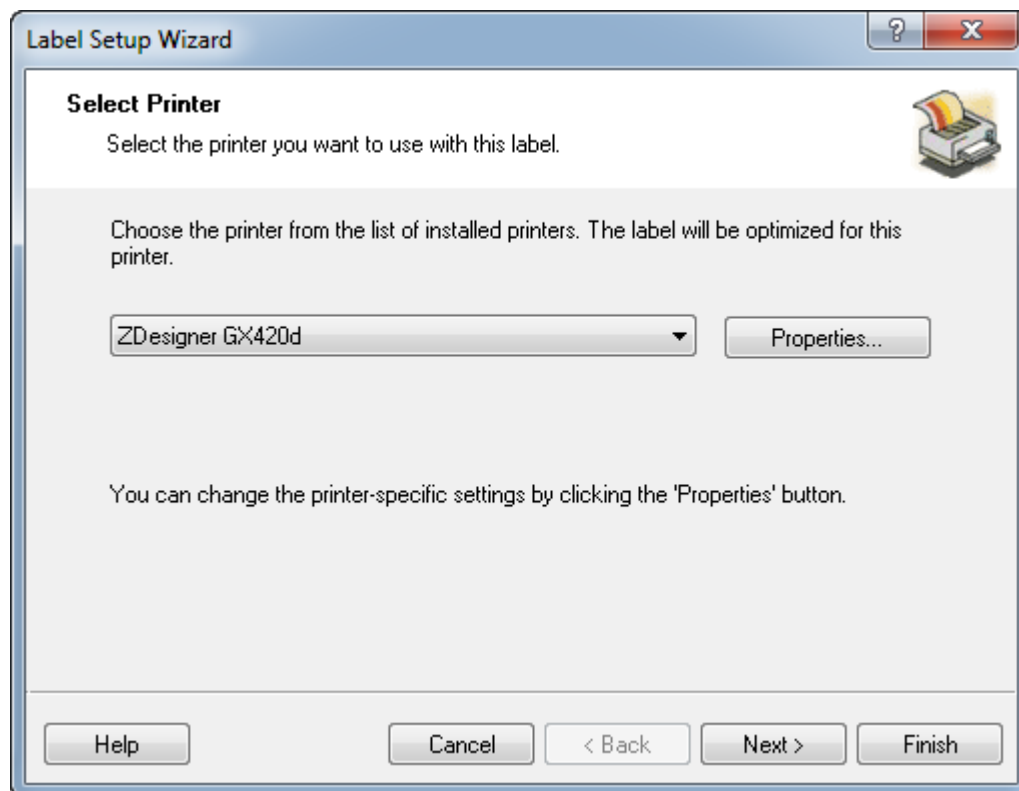 Label Setup Wizard
Select Printer
Select the printer you want to use with this label.
Choose the printer from the list of installed printers. The label will be optimized for this
printer.
ZDesigner GX420d
Properties...
You can change the printer-specific settings by clicking the 'Properties' button.
Help
Cancel
< Back
Next >
Finish